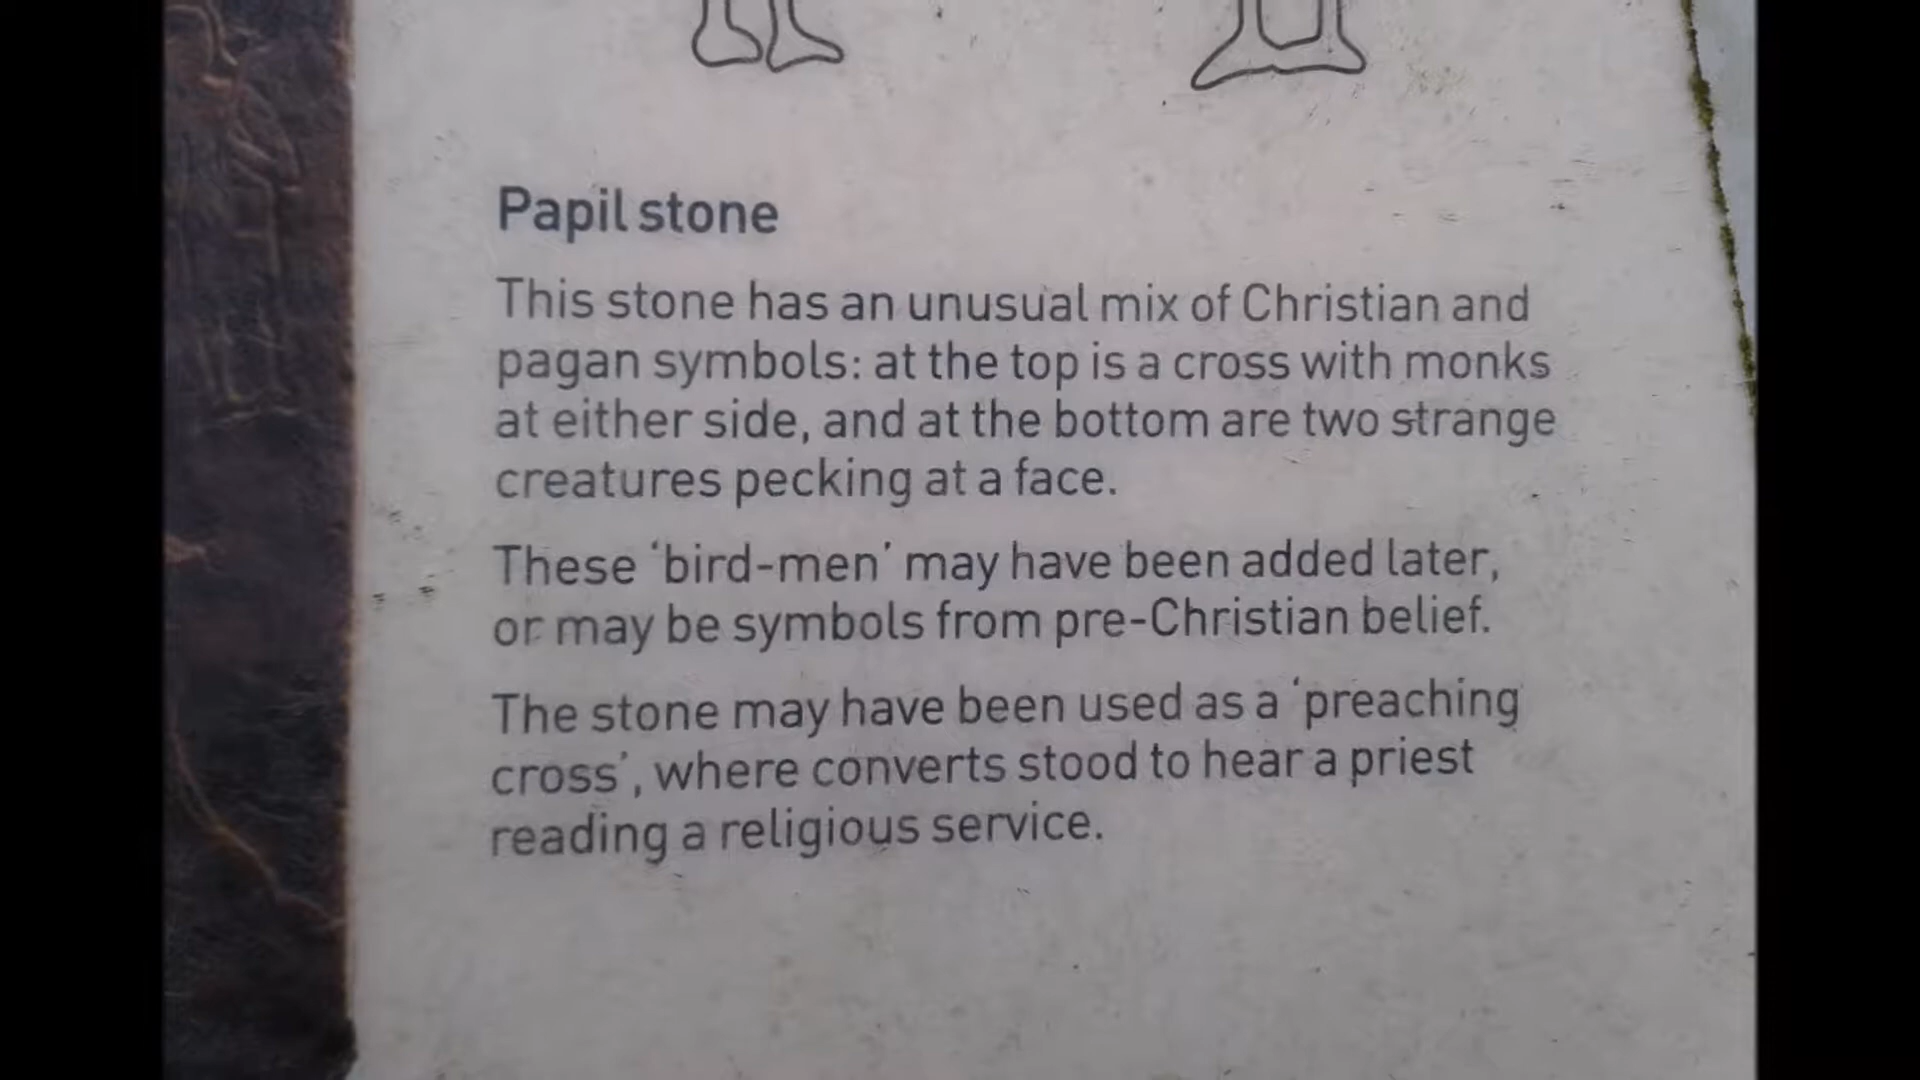 Papil stone
This stone has an unusual mix of Christian and
pagan symbols: at the top is a cross with monks
at either side, and at the bottom are two strange
creatures pecking at a face.
These ‘bird-men’ may have been added later,
or may be symbols from pre-Christian belief.
The stone may have been used as a ‘preaching
cross’, where converts stood to hear a priest
reading a religious service.